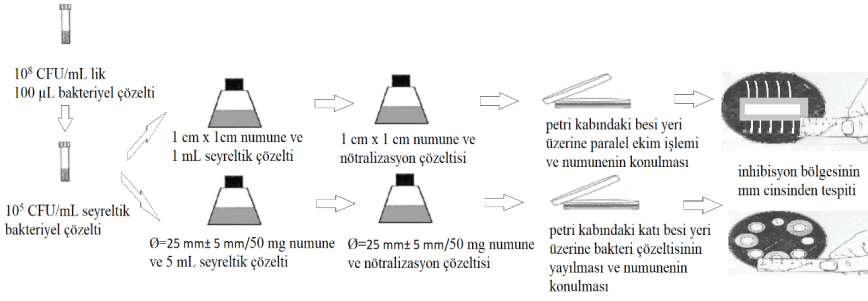 10⁸ CFU/mL lik
100 µL bakteriyel çözelti
10⁵ CFU/mL seyreltik
bakteriyel çözelti
1 cm x 1cm numune ve
1 mL seyreltik çözelti
1 cm x 1 cm numune ve
nötralizasyon çözeltisi
petri kabındaki besi yeri
üzerine paralel ekim işlemi
ve numunenin konulması
inhibisyon bölgesinin
mm cinsinden tespiti
Ø=25 mm± 5 mm/50 mg numune
ve 5 mL seyreltik çözelti
Ø=25 mm± 5 mm/50 mg numune
ve nötralizasyon çözeltisi
petri kabındaki katı besi yeri
üzerine bakteri çözeltisinin
yayılması ve numunenin
konulması